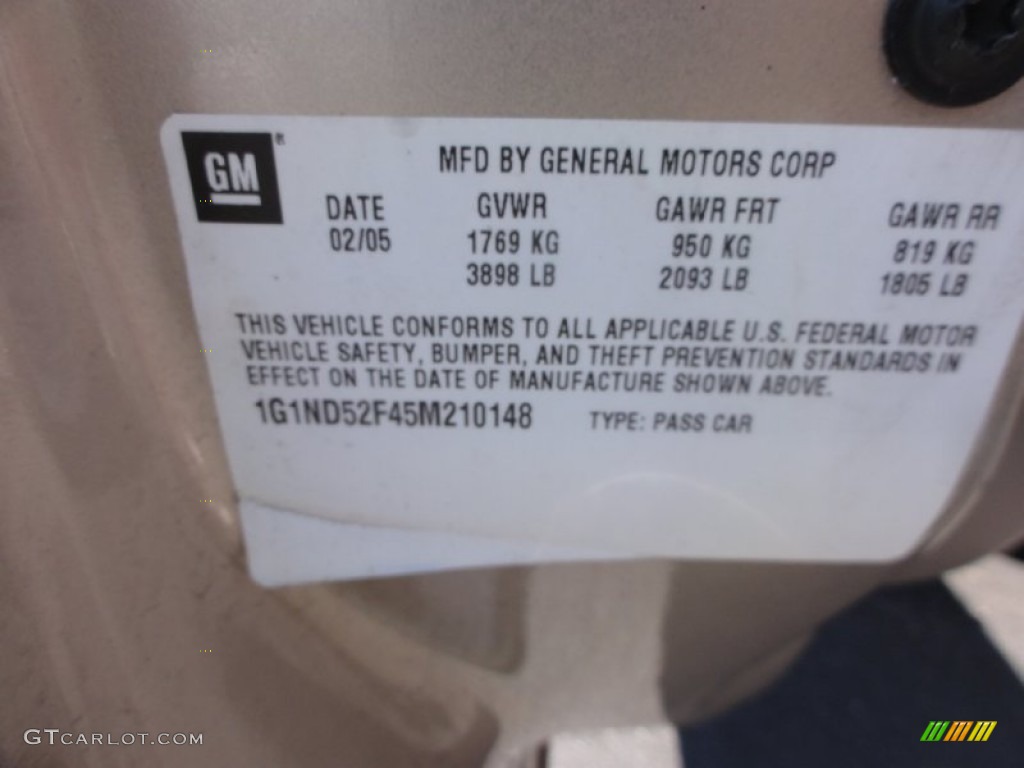 GM®
MFD BY GENERAL MOTORS CORP
DATE GVWR GAWR FRT GAWR RR
02/05 1769 KG 950 KG 819 KG
3898 LB 2093 LB 1805 LB
THIS VEHICLE CONFORMS TO ALL APPLICABLE U.S. FEDERAL MOTOR
VEHICLE SAFETY, BUMPER, AND THEFT PREVENTION STANDARDS IN
EFFECT ON THE DATE OF MANUFACTURE SHOWN ABOVE.
1G1ND52F45M210148 TYPE: PASS CAR
GTCARLOT.COM